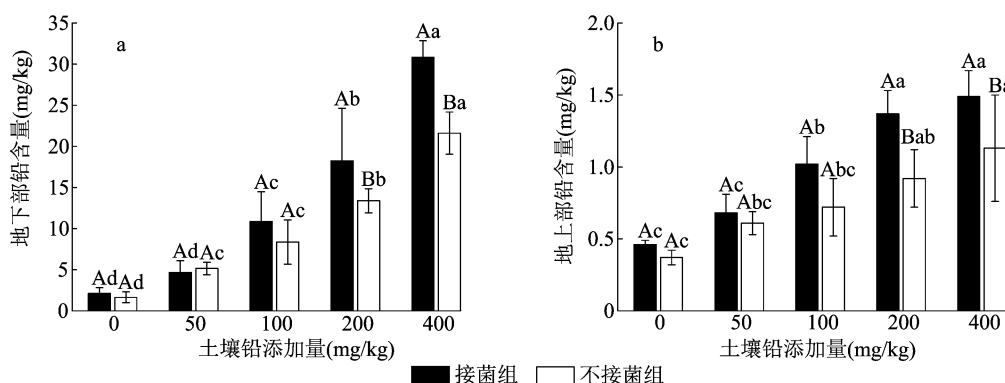 a
地下部铅含量(mg/kg)
35
30
25
20
15
10
5
0
Ad Ad
Ad Ac
Ac Ac
Ab Bb
Aa Ba
0 50 100 200 400
土壤铅添加量(mg/kg)
b
地上部铅含量(mg/kg)
2.0
1.5
1.0
0.5
0
Ac Ac
Ac Abc
Ab Abc
Aa Bab
Aa Ba
0 50 100 200 400
土壤铅添加量(mg/kg)
接菌组 不接菌组